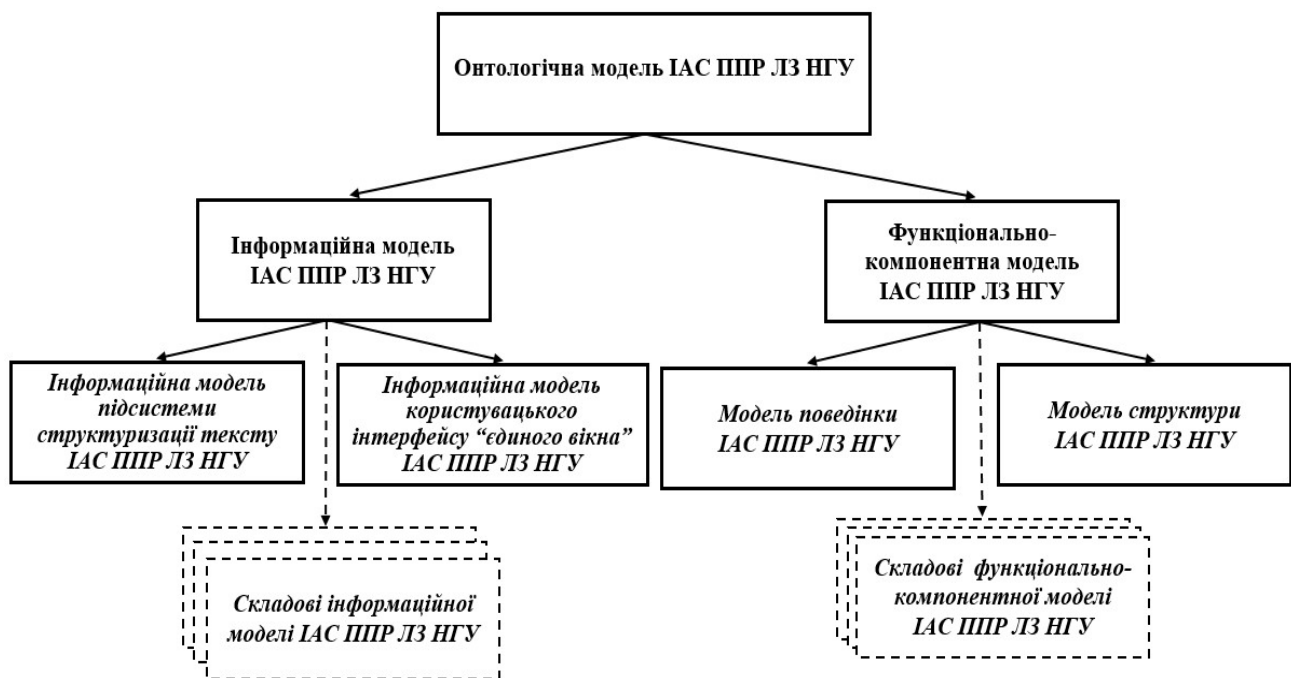 Онтологічна модель ІАС ППР ЛЗ НГУ
Інформаційна модель
ІАС ППР ЛЗ НГУ
Функціонально-
компонентна модель
ІАС ППР ЛЗ НГУ
Інформаційна модель
підсистеми
структуризації тексту
ІАС ППР ЛЗ НГУ
Інформаційна модель
користувацького
інтерфейсу “єдиного вікна”
ІАС ППР ЛЗ НГУ
Модель поведінки
ІАС ППР ЛЗ НГУ
Модель структури
ІАС ППР ЛЗ НГУ
Складові інформаційної
моделі ІАС ППР ЛЗ НГУ
Складові функціонально-
компонентної моделі
ІАС ППР ЛЗ НГУ